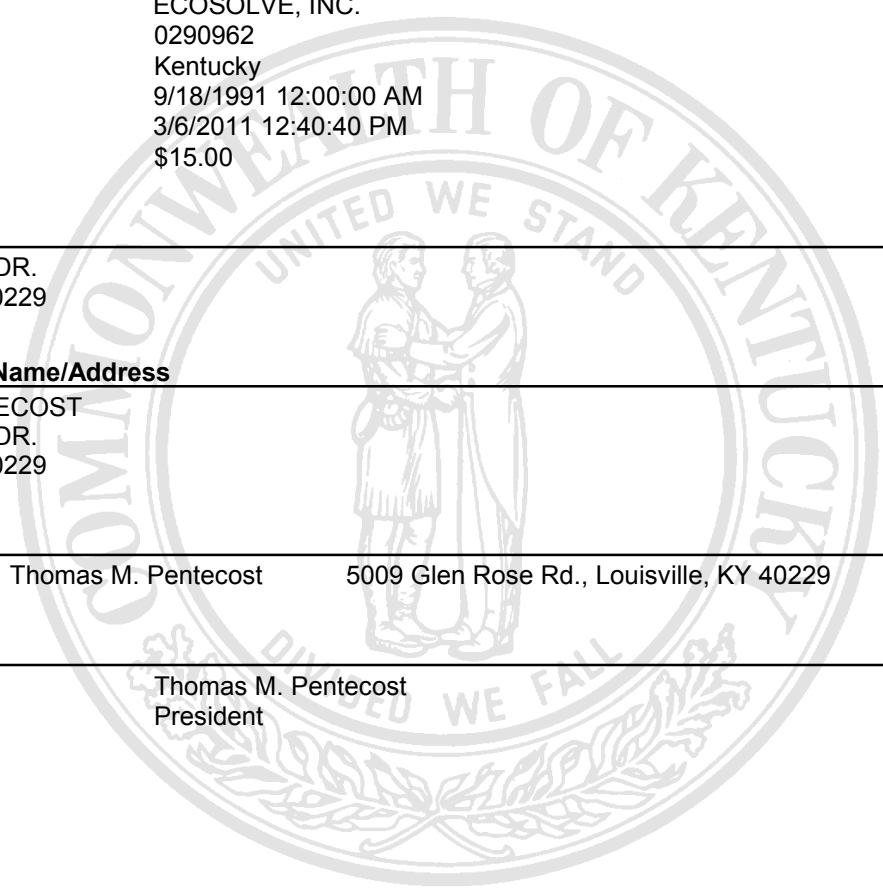 ECOSOLVE, INC.
0290962
Kentucky
9/18/1991 12:00:00 AM
3/6/2011 12:40:40 PM
$15.00
COMMONWEALTH OF KENTUCKY
UNITED WE STAND
DR.
0229
Name/Address
ECOST
DR.
0229
Thomas M. Pentecost 5009 Glen Rose Rd., Louisville, KY 40229
DIVIDED WE FALL
Thomas M. Pentecost
President